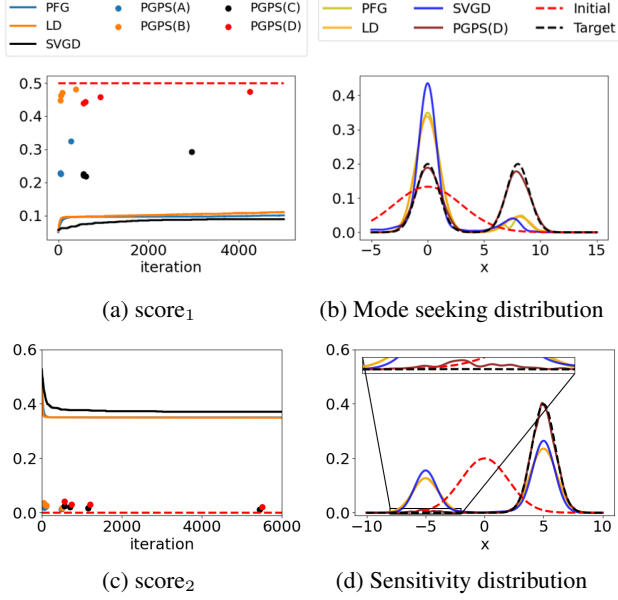 PFG PGPS(A) PGPS(C)
LD PGPS(B) PGPS(D)
SVGD
PFG SVGD Initial
LD PGPS(D) Target
0.5
0.4
0.3
0.2
0.1
0 2000 4000
iteration
(a) score₁
0.4
0.3
0.2
0.1
0.0
-5 0 5 10 15
x
(b) Mode seeking distribution
0.6
0.4
0.2
0.0
0 2000 4000 6000
iteration
(c) score₂
0.6
0.4
0.2
0.0
-10 -5 0 5 10
x
(d) Sensitivity distribution